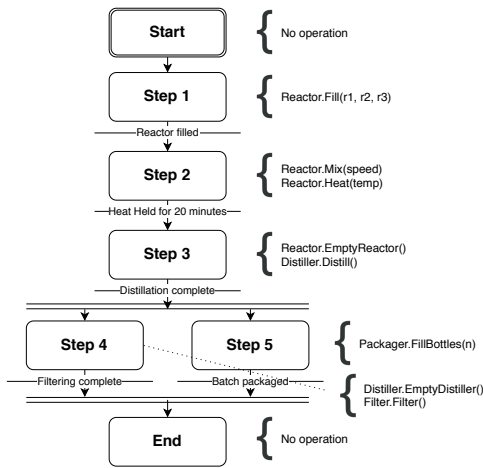 Start
No operation
Step 1
Reactor.Fill(r1, r2, r3)
Reactor filled
Step 2
Reactor.Mix(speed)
Reactor.Heat(temp)
Heat Held for 20 minutes
Step 3
Reactor.EmptyReactor()
Distiller.Distill()
Distillation complete
Step 4
Step 5
Packager.FillBottles(n)
Filtering complete
Batch packaged
Distiller.EmptyDistiller()
Filter.Filter()
End
No operation